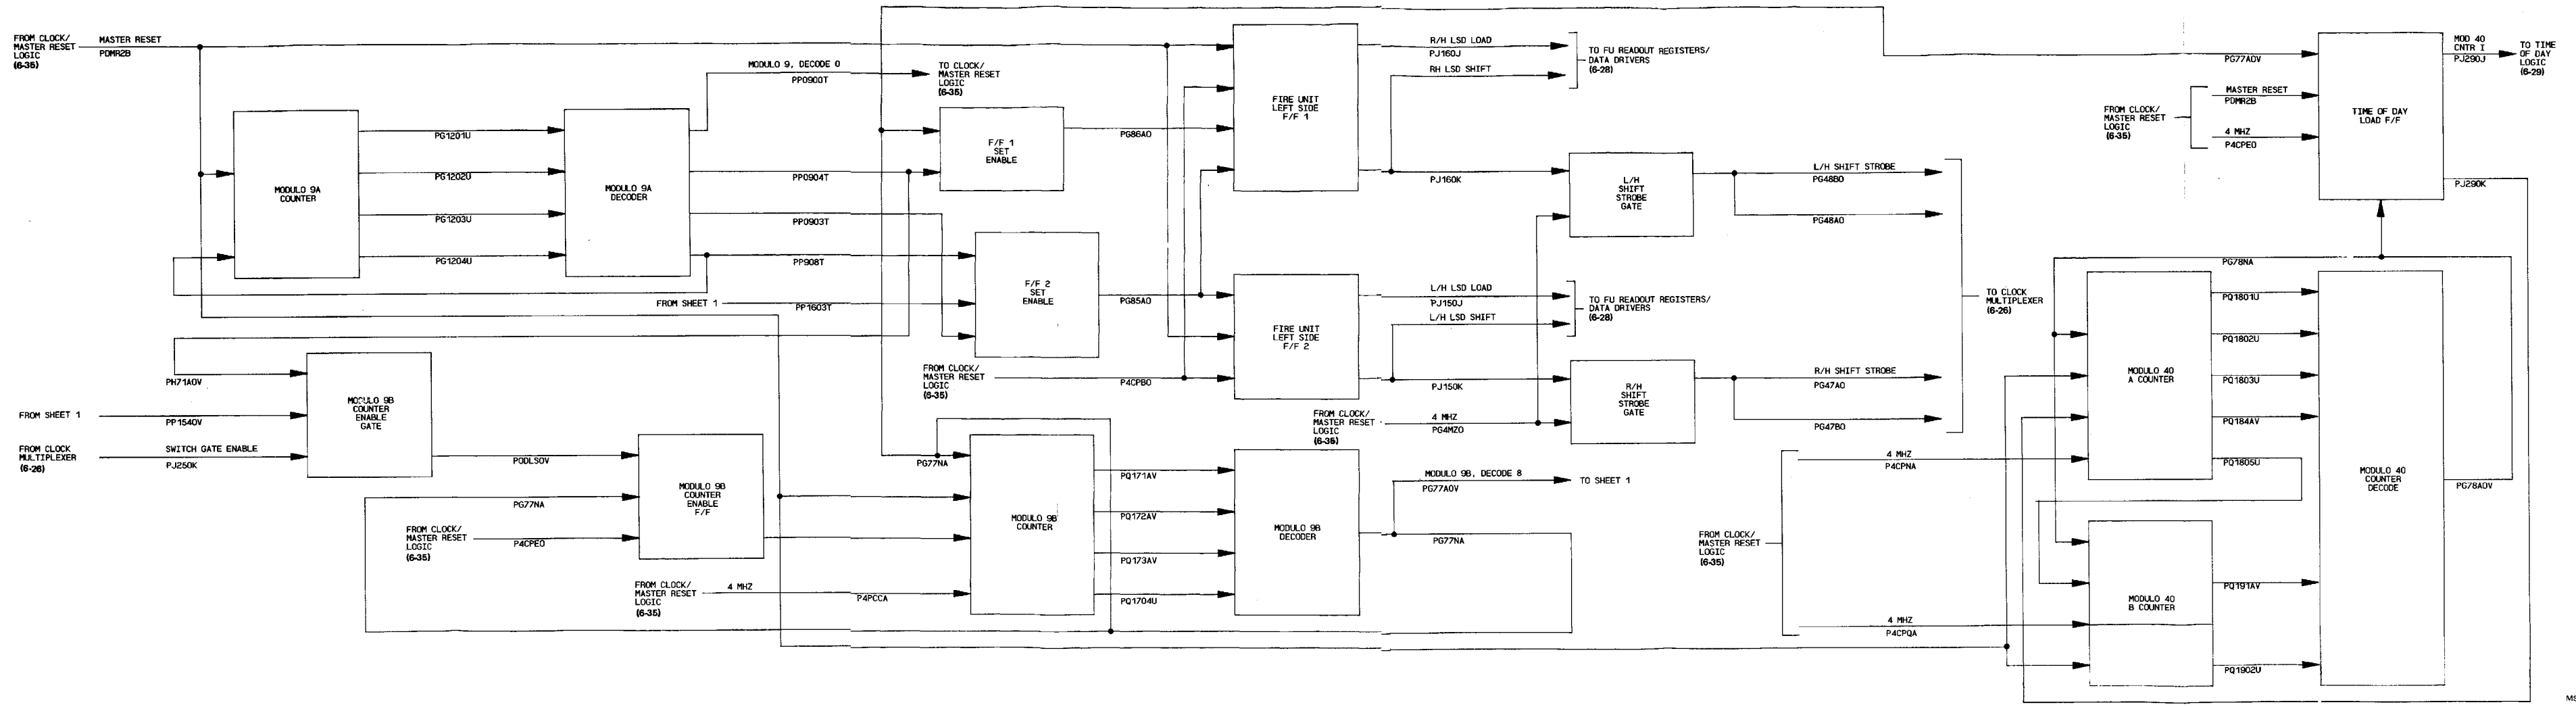 FROM CLOCK/
MASTER RESET
LOGIC
(6-35)
MASTER RESET
PDMR2B
MODULO 9A
COUNTER
PG1201U
PG1202U
PG1203U
PG1204U
MODULO 9A
DECODER
MODULO 9, DECODE 0
PP0900T
TO CLOCK/
MASTER RESET
LOGIC
(6-35)
PP0904T
PP0903T
PP908T
FROM SHEET 1
PP1603T
F/F 1
SET
ENABLE
PG86A0
F/F 2
SET
ENABLE
PG85A0
FROM CLOCK/
MASTER RESET
LOGIC
(6-35)
P4CPB0
FIRE UNIT
LEFT SIDE
F/F 1
R/H LSD LOAD
PJ160J
RH LSD SHIFT
TO FU READOUT REGISTERS/
DATA DRIVERS
(6-28)
PJ160K
L/H
SHIFT
STROBE
GATE
L/H SHIFT STROBE
PG48B0
PG48A0
FIRE UNIT
LEFT SIDE
F/F 2
L/H LSD LOAD
PJ150J
L/H LSD SHIFT
TO FU READOUT REGISTERS/
DATA DRIVERS
(6-28)
PJ150K
R/H
SHIFT
STROBE
GATE
R/H SHIFT STROBE
PG47A0
PG47B0
TO CLOCK
MULTIPLEXER
(6-26)
FROM CLOCK/
MASTER RESET
LOGIC
(6-35)
4 MHZ
PG4MZ0
PH71A0V
FROM SHEET 1
PP1540V
FROM CLOCK
MULTIPLEXER
(6-26)
SWITCH GATE ENABLE
PJ250K
MODULO 9B
COUNTER
ENABLE
GATE
PODLSOV
PG77NA
FROM CLOCK/
MASTER RESET
LOGIC
(6-35)
P4CPE0
MODULO 9B
COUNTER
ENABLE
F/F
FROM CLOCK/
MASTER RESET
LOGIC
(6-35)
4 MHZ
P4PCCA
PG77NA
MODULO 9B
COUNTER
PQ171AV
PQ172AV
PQ173AV
PQ1704U
MODULO 9B
DECODER
MODULO 9B, DECODE 8
PG77A0V
TO SHEET 1
PG77NA
PG77A0V
FROM CLOCK/
MASTER RESET
LOGIC
(6-35)
MASTER RESET
PDMR2B
4 MHZ
P4CPE0
TIME OF DAY
LOAD F/F
MOD 40
CNTR I
PJ290J
TO TIME
OF DAY
LOGIC
(6-29)
PJ290K
PG78NA
MODULO 40
A COUNTER
PQ1801U
PQ1802U
PQ1803U
PQ184AV
PQ1805U
FROM CLOCK/
MASTER RESET
LOGIC
(6-35)
4 MHZ
P4CPNA
4 MHZ
P4CPQA
MODULO 40
B COUNTER
PQ191AV
PQ1902U
MODULO 40
COUNTER
DECODE
PG78A0V
MS